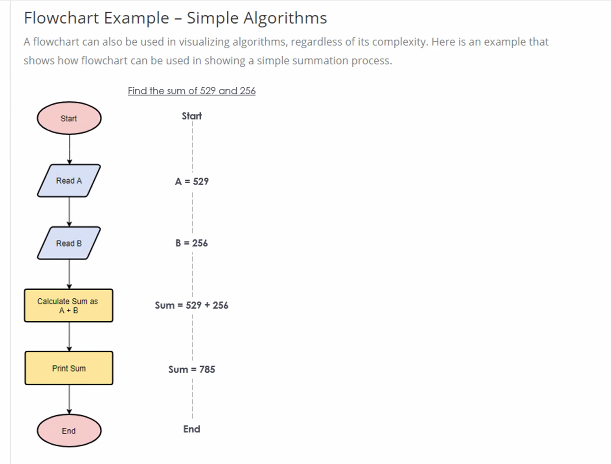 Flowchart Example – Simple Algorithms
A flowchart can also be used in visualizing algorithms, regardless of its complexity. Here is an example that
shows how flowchart can be used in showing a simple summation process.
Find the sum of 529 and 256
Start
Start
Read A
A = 529
Read B
B = 256
Calculate Sum as
A + B
Sum = 529 + 256
Print Sum
Sum = 785
End
End